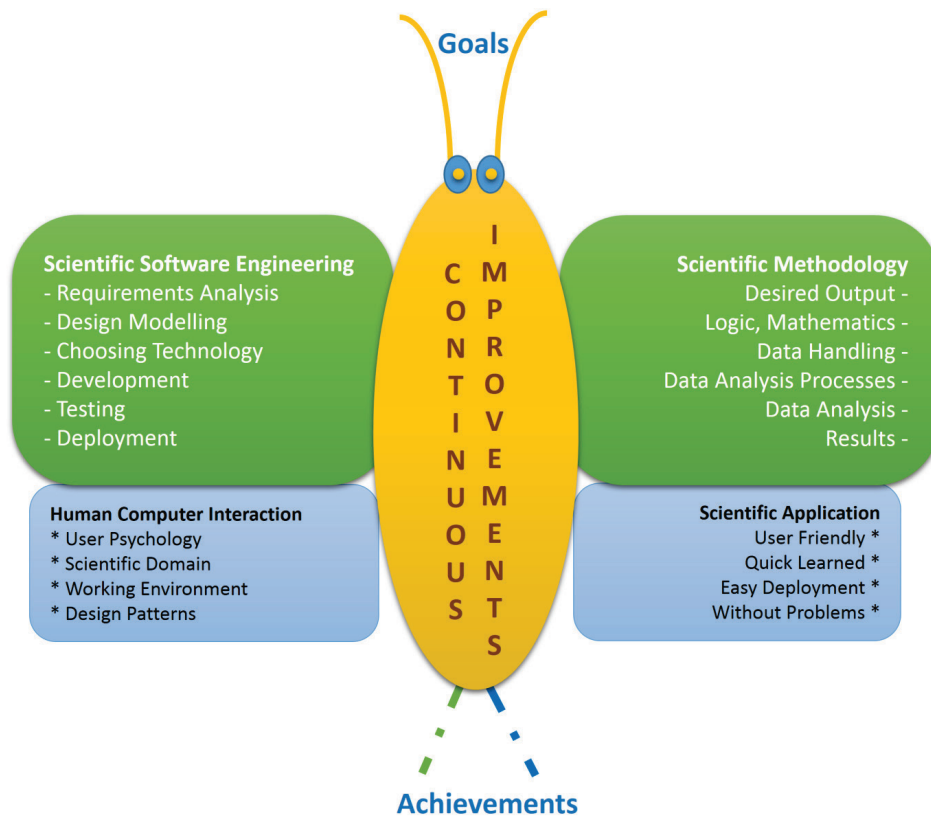 Goals
Scientific Software Engineering
- Requirements Analysis
- Design Modelling
- Choosing Technology
- Development
- Testing
- Deployment
CONTINUOUS
IMPROVEMENTS
Scientific Methodology
Desired Output -
Logic, Mathematics -
Data Handling -
Data Analysis Processes -
Data Analysis -
Results -
Human Computer Interaction
* User Psychology
* Scientific Domain
* Working Environment
* Design Patterns
Scientific Application
User Friendly *
Quick Learned *
Easy Deployment *
Without Problems *
Achievements